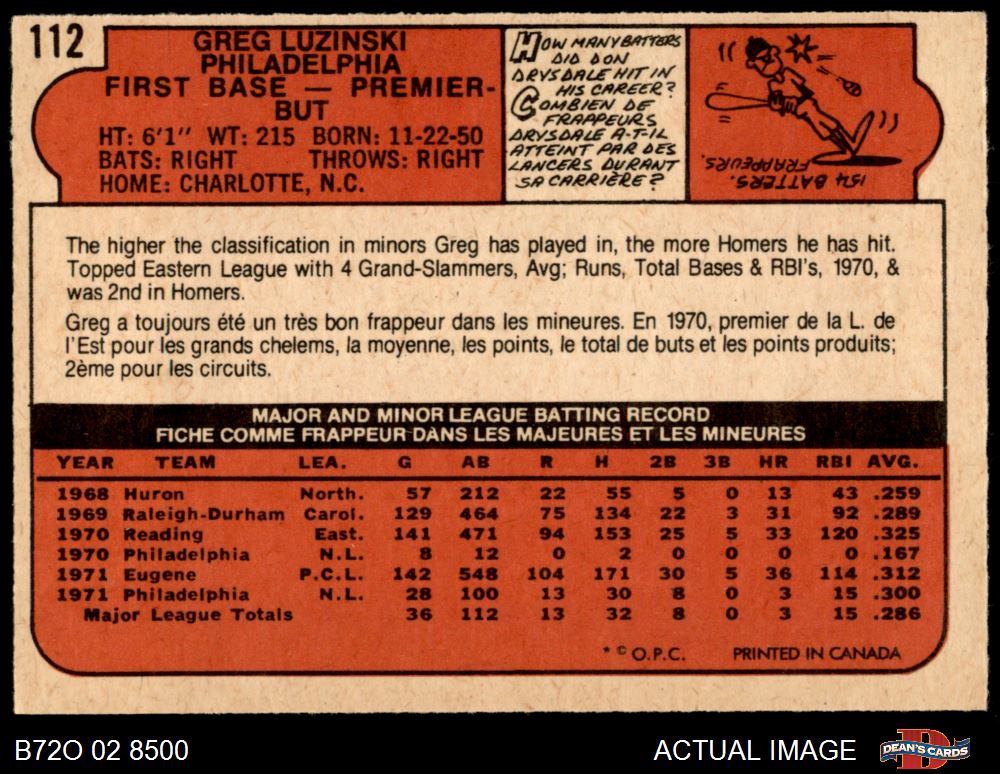 112
GREG LUZINSKI
PHILADELPHIA
FIRST BASE — PREMIER-
BUT
HT: 6'1" WT: 215 BORN: 11-22-50
BATS: RIGHT THROWS: RIGHT
HOME: CHARLOTTE, N.C.
HOW MANY BATTERS
DID DON
DRYSDALE HIT IN
HIS CAREER?
COMBIEN DE
FRAPPEURS
DRYSDALE A-T-IL
ATTEINT PAR DES
LANCERS DURANT
SA CARRIÈRE?
154 BATTERS.
FRAPPEURS.
The higher the classification in minors Greg has played in, the more Homers he has hit.
Topped Eastern League with 4 Grand-Slammers, Avg; Runs, Total Bases & RBI's, 1970, &
was 2nd in Homers.
Greg a toujours été un très bon frappeur dans les mineures. En 1970, premier de la L. de
l'Est pour les grands chelems, la moyenne, les points, le total de buts et les points produits;
2ème pour les circuits.
MAJOR AND MINOR LEAGUE BATTING RECORD
FICHE COMME FRAPPEUR DANS LES MAJEURES ET LES MINEURES
YEAR TEAM LEA. G AB R H 2B 3B HR RBI AVG.
1968 Huron North. 57 212 22 55 5 0 13 43 .259
1969 Raleigh-Durham Carol. 129 464 75 134 22 3 31 92 .289
1970 Reading East. 141 471 94 153 25 5 33 120 .325
1970 Philadelphia N.L. 8 12 0 2 0 0 0 0 .167
1971 Eugene P.C.L. 142 548 104 171 30 5 36 114 .312
1971 Philadelphia N.L. 28 100 13 30 8 0 3 15 .300
Major League Totals 36 112 13 32 8 0 3 15 .286
* © O.P.C. PRINTED IN CANADA
B72O 02 8500 ACTUAL IMAGE DEAN'S CARDS